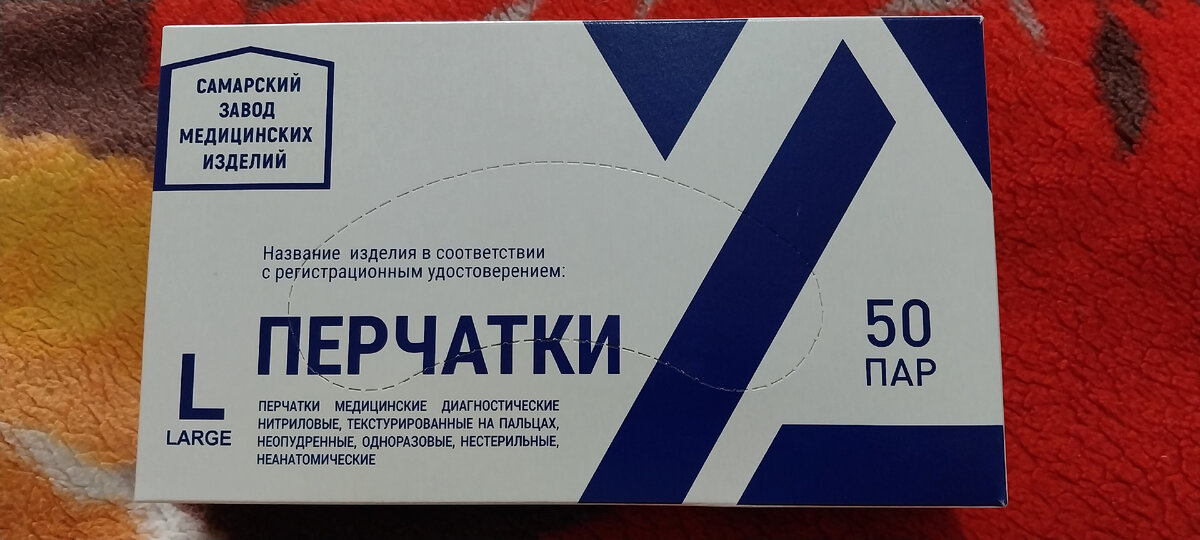 САМАРСКИЙ
ЗАВОД
МЕДИЦИНСКИХ
ИЗДЕЛИЙ
Название изделия в соответствии
с регистрационным удостоверением:
ПЕРЧАТКИ
50
ПАР
L
LARGE
ПЕРЧАТКИ МЕДИЦИНСКИЕ ДИАГНОСТИЧЕСКИЕ
НИТРИЛОВЫЕ, ТЕКСТУРИРОВАННЫЕ НА ПАЛЬЦАХ,
НЕОПУДРЕННЫЕ, ОДНОРАЗОВЫЕ, НЕСТЕРИЛЬНЫЕ,
НЕАНАТОМИЧЕСКИЕ